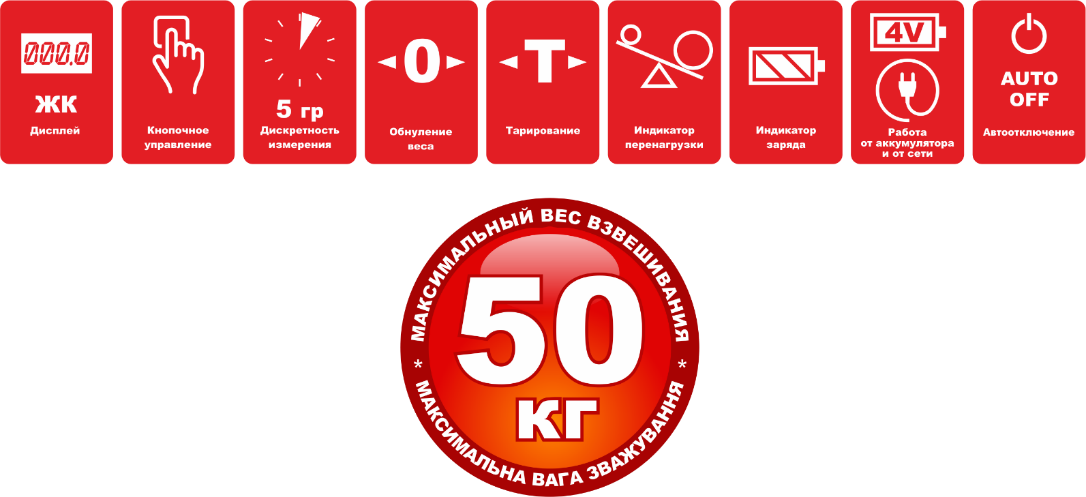 000.0
ЖК
Дисплей
Кнопочное
управление
5 гр
Дискретность
измерения
0
Обнуление
веса
Т
Тарирование
Индикатор
перенагрузки
Индикатор
заряда
4V
Работа
от аккумулятора
и от сети
AUTO
OFF
Автоотключение
МАКСИМАЛЬНЫЙ ВЕС ВЗВЕШИВАНИЯ
50
кг
* МАКСИМАЛЬНА ВАГА ЗВАЖУВАННЯ *